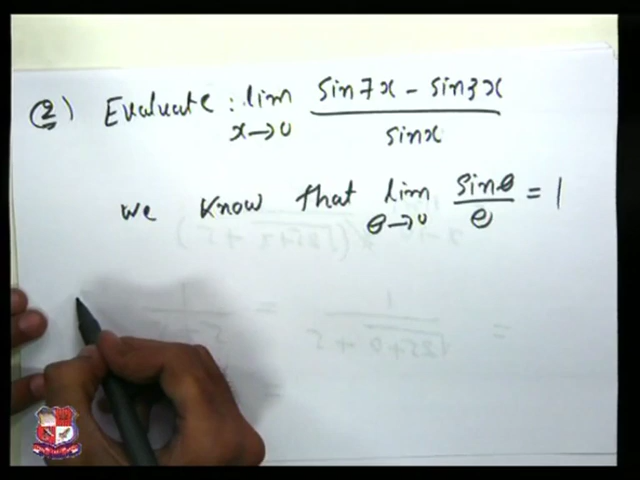 (2) Evaluate : lim x→0 (sin7x - sin3x)/sinx
we know that lim θ→0 sinθ/θ = 1